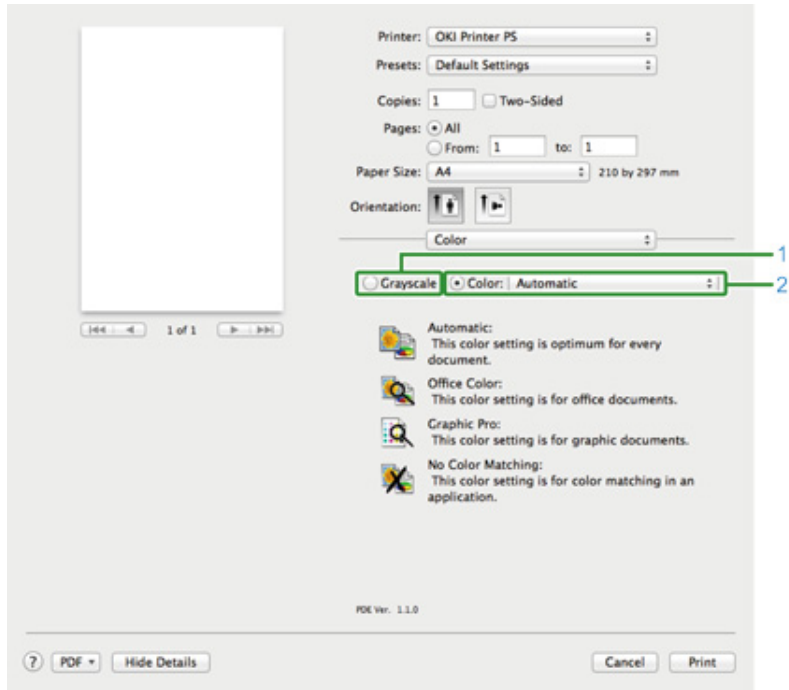 Printer: OKI Printer PS
Presets: Default Settings
Copies: 1 Two-Sided
Pages: All
From: 1 to: 1
Paper Size: A4 210 by 297 mm
Orientation:
Color
1
Grayscale Color: Automatic
2
1 of 1
Automatic:
This color setting is optimum for every
document.
Office Color:
This color setting is for office documents.
Graphic Pro:
This color setting is for graphic documents.
No Color Matching:
This color setting is for color matching in an
application.
PDE Ver. 1.1.0
? PDF Hide Details Cancel Print